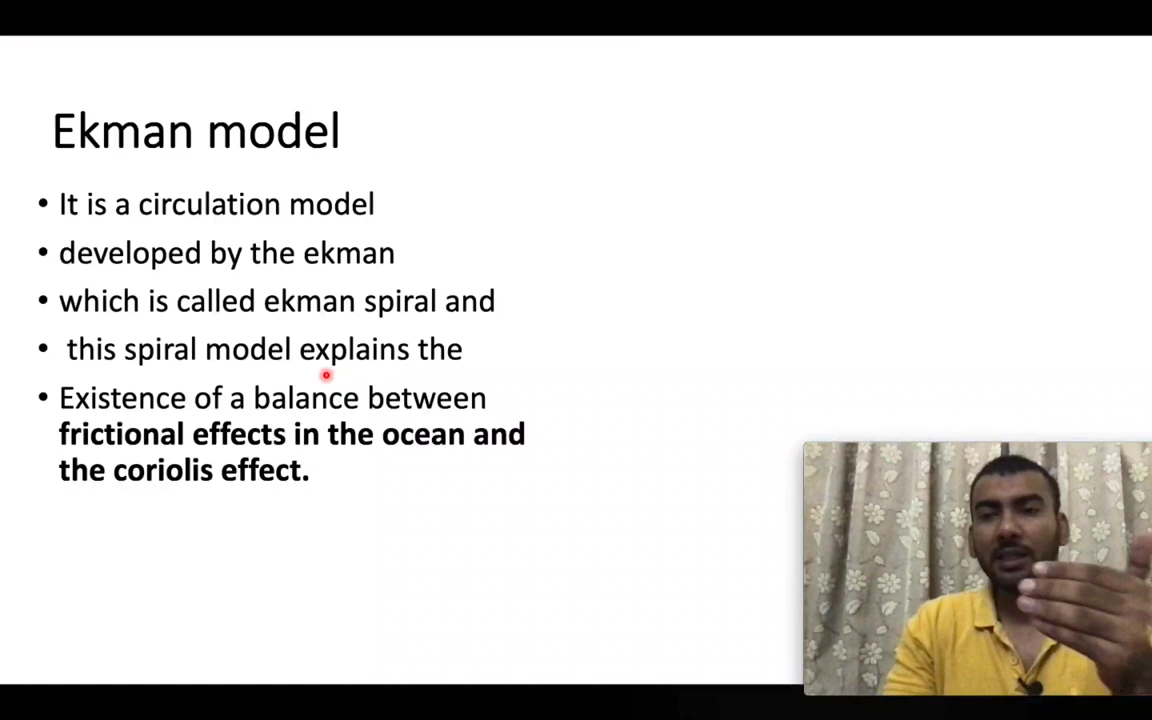 Ekman model
• It is a circulation model
• developed by the ekman
• which is called ekman spiral and
• this spiral model explains the
• Existence of a balance between
frictional effects in the ocean and
the coriolis effect.